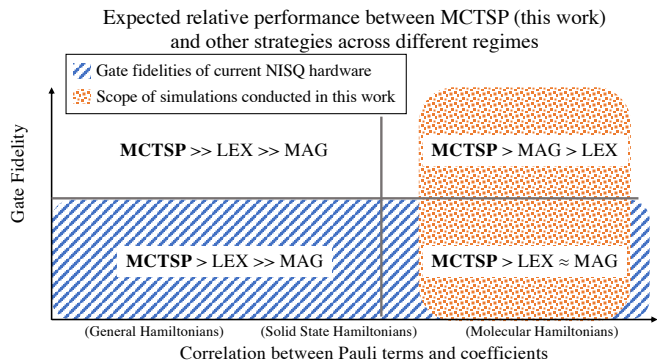 Expected relative performance between MCTSP (this work)
and other strategies across different regimes
Gate fidelities of current NISQ hardware
Scope of simulations conducted in this work
Gate Fidelity
MCTSP >> LEX >> MAG
MCTSP > MAG > LEX
MCTSP > LEX >> MAG
MCTSP > LEX ≈ MAG
(General Hamiltonians)
(Solid State Hamiltonians)
(Molecular Hamiltonians)
Correlation between Pauli terms and coefficients